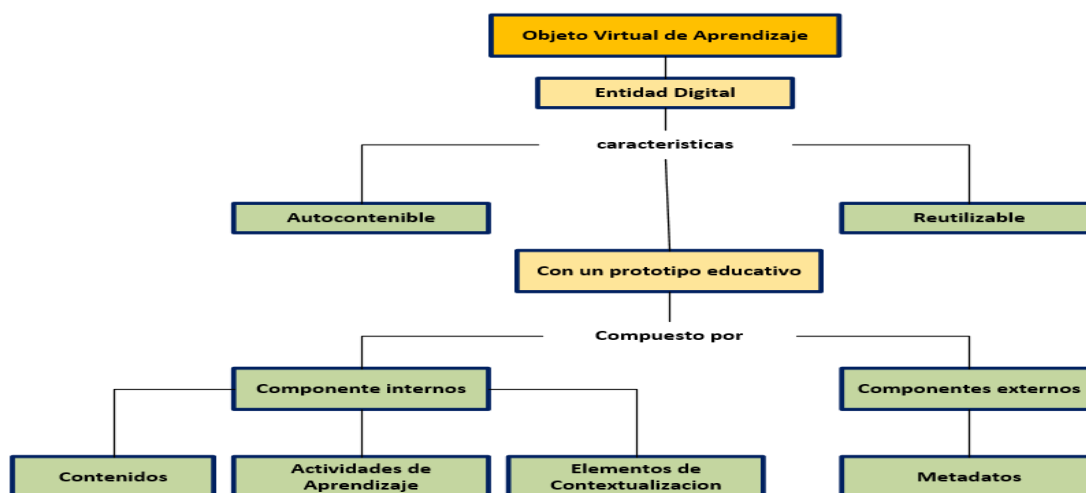 Objeto Virtual de Aprendizaje
Entidad Digital
caracteristicas
Autocontenible
Reutilizable
Con un prototipo educativo
Compuesto por
Componente internos
Componentes externos
Contenidos
Actividades de
Aprendizaje
Elementos de
Contextualizacion
Metadatos